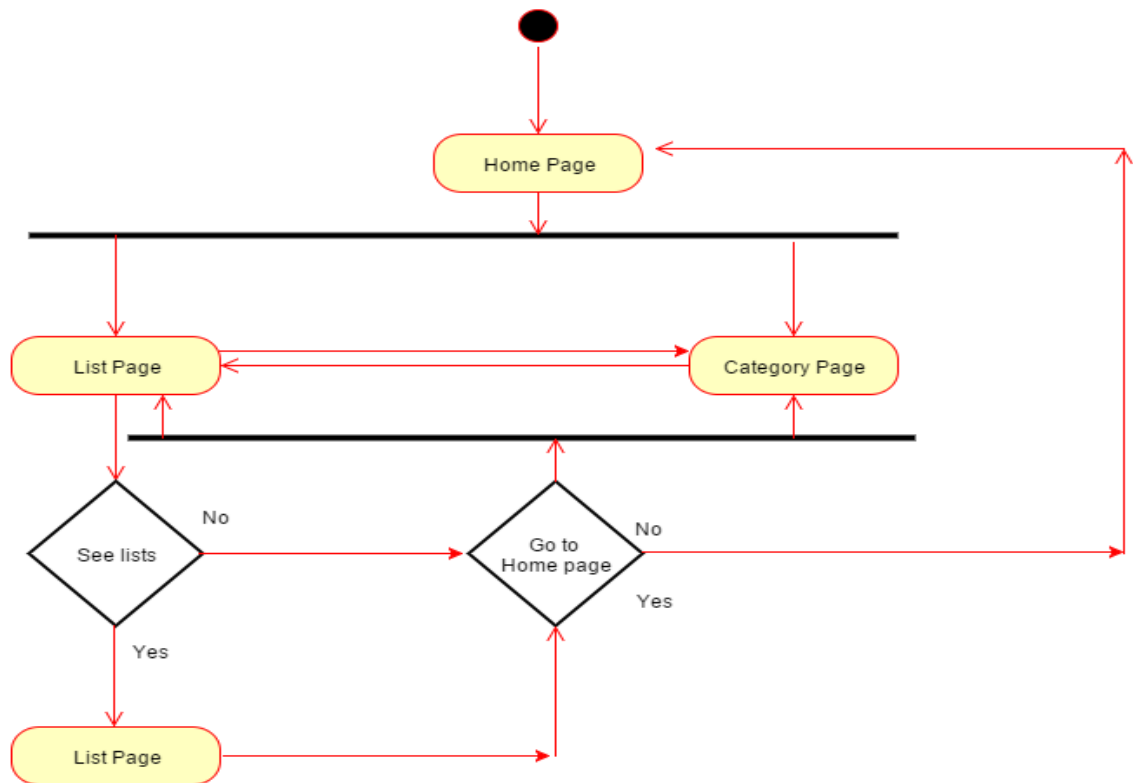 Home Page
List Page
Category Page
No
See lists
Go to
Home page
No
Yes
Yes
List Page